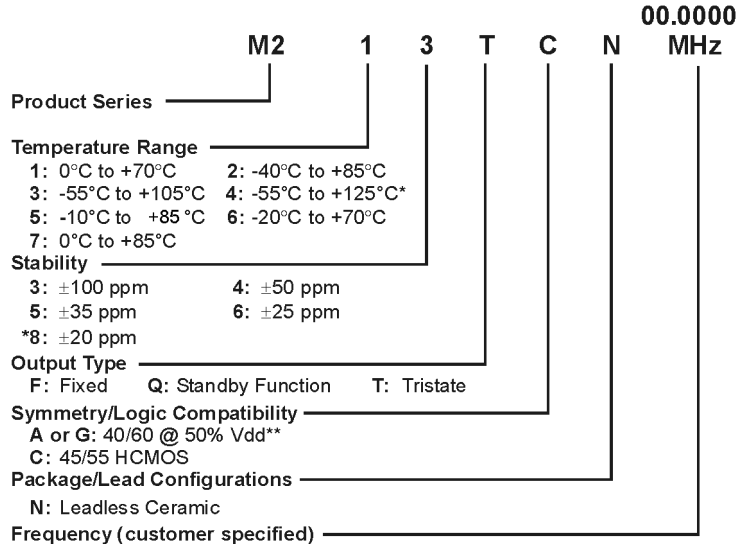 00.0000
M2 1 3 T C N MHz
Product Series
Temperature Range
1: 0°C to +70°C 2: -40°C to +85°C
3: -55°C to +105°C 4: -55°C to +125°C*
5: -10°C to +85°C 6: -20°C to +70°C
7: 0°C to +85°C
Stability
3: ±100 ppm 4: ±50 ppm
5: ±35 ppm 6: ±25 ppm
*8: ±20 ppm
Output Type
F: Fixed Q: Standby Function T: Tristate
Symmetry/Logic Compatibility
A or G: 40/60 @ 50% Vdd**
C: 45/55 HCMOS
Package/Lead Configurations
N: Leadless Ceramic
Frequency (customer specified)